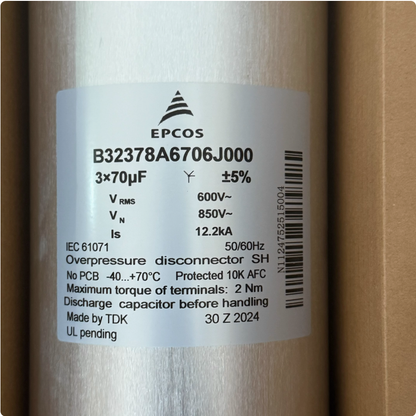 EPCOS
B32378A6706J000
3×70µF Y ±5%
V RMS 600V~
V N 850V~
Is 12.2kA
IEC 61071 50/60Hz
Overpressure disconnector SH
No PCB -40...+70°C Protected 10K AFC
Maximum torque of terminals: 2 Nm
Discharge capacitor before handling
Made by TDK 30 Z 2024
UL pending
N1124752515004